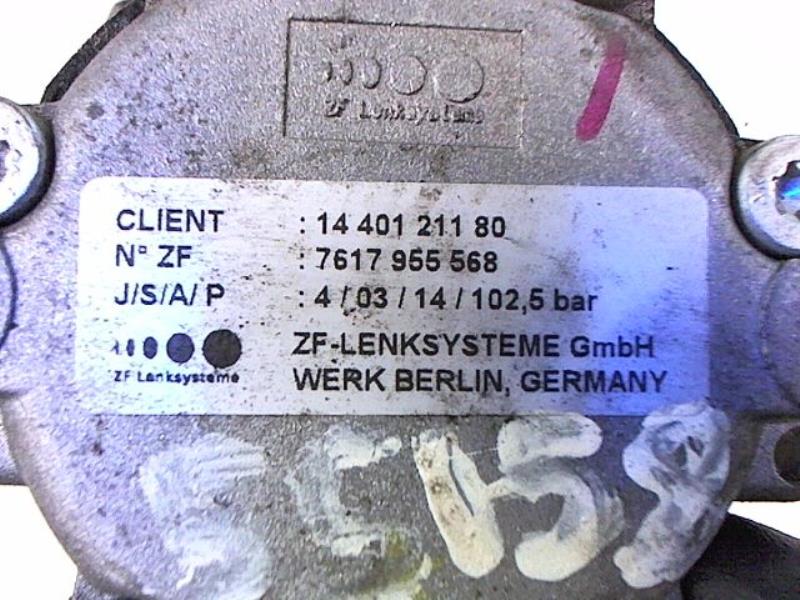 ZF Lenksysteme
CLIENT : 14 401 211 80
N° ZF : 7617 955 568
J/S/A/P : 4 / 03 / 14 / 102,5 bar
ZF-LENKSYSTEME GmbH
ZF Lenksysteme
WERK BERLIN, GERMANY